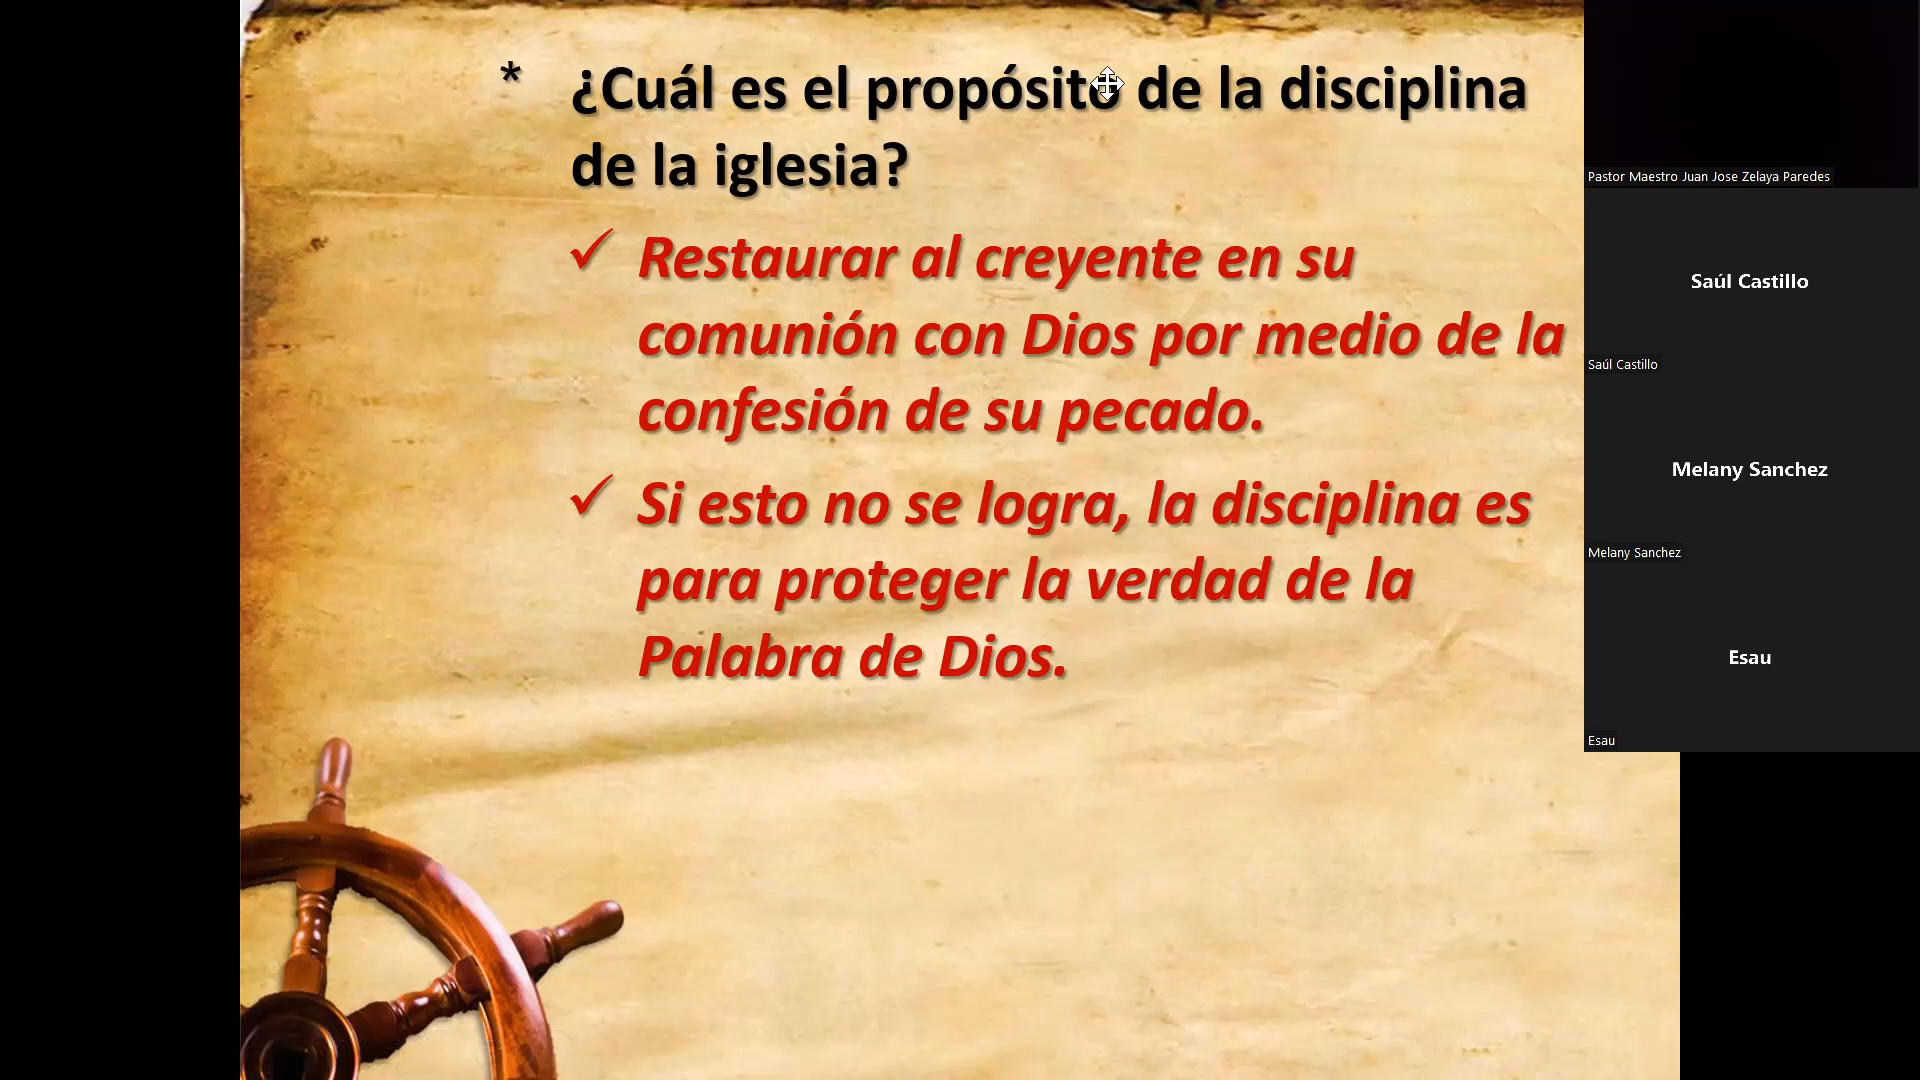 * ¿Cuál es el propósito de la disciplina
de la iglesia?
✓ Restaurar al creyente en su
comunión con Dios por medio de la
confesión de su pecado.
✓ Si esto no se logra, la disciplina es
para proteger la verdad de la
Palabra de Dios.
Pastor Maestro Juan Jose Zelaya Paredes
Saúl Castillo
Saúl Castillo
Melany Sanchez
Melany Sanchez
Esau
Esau